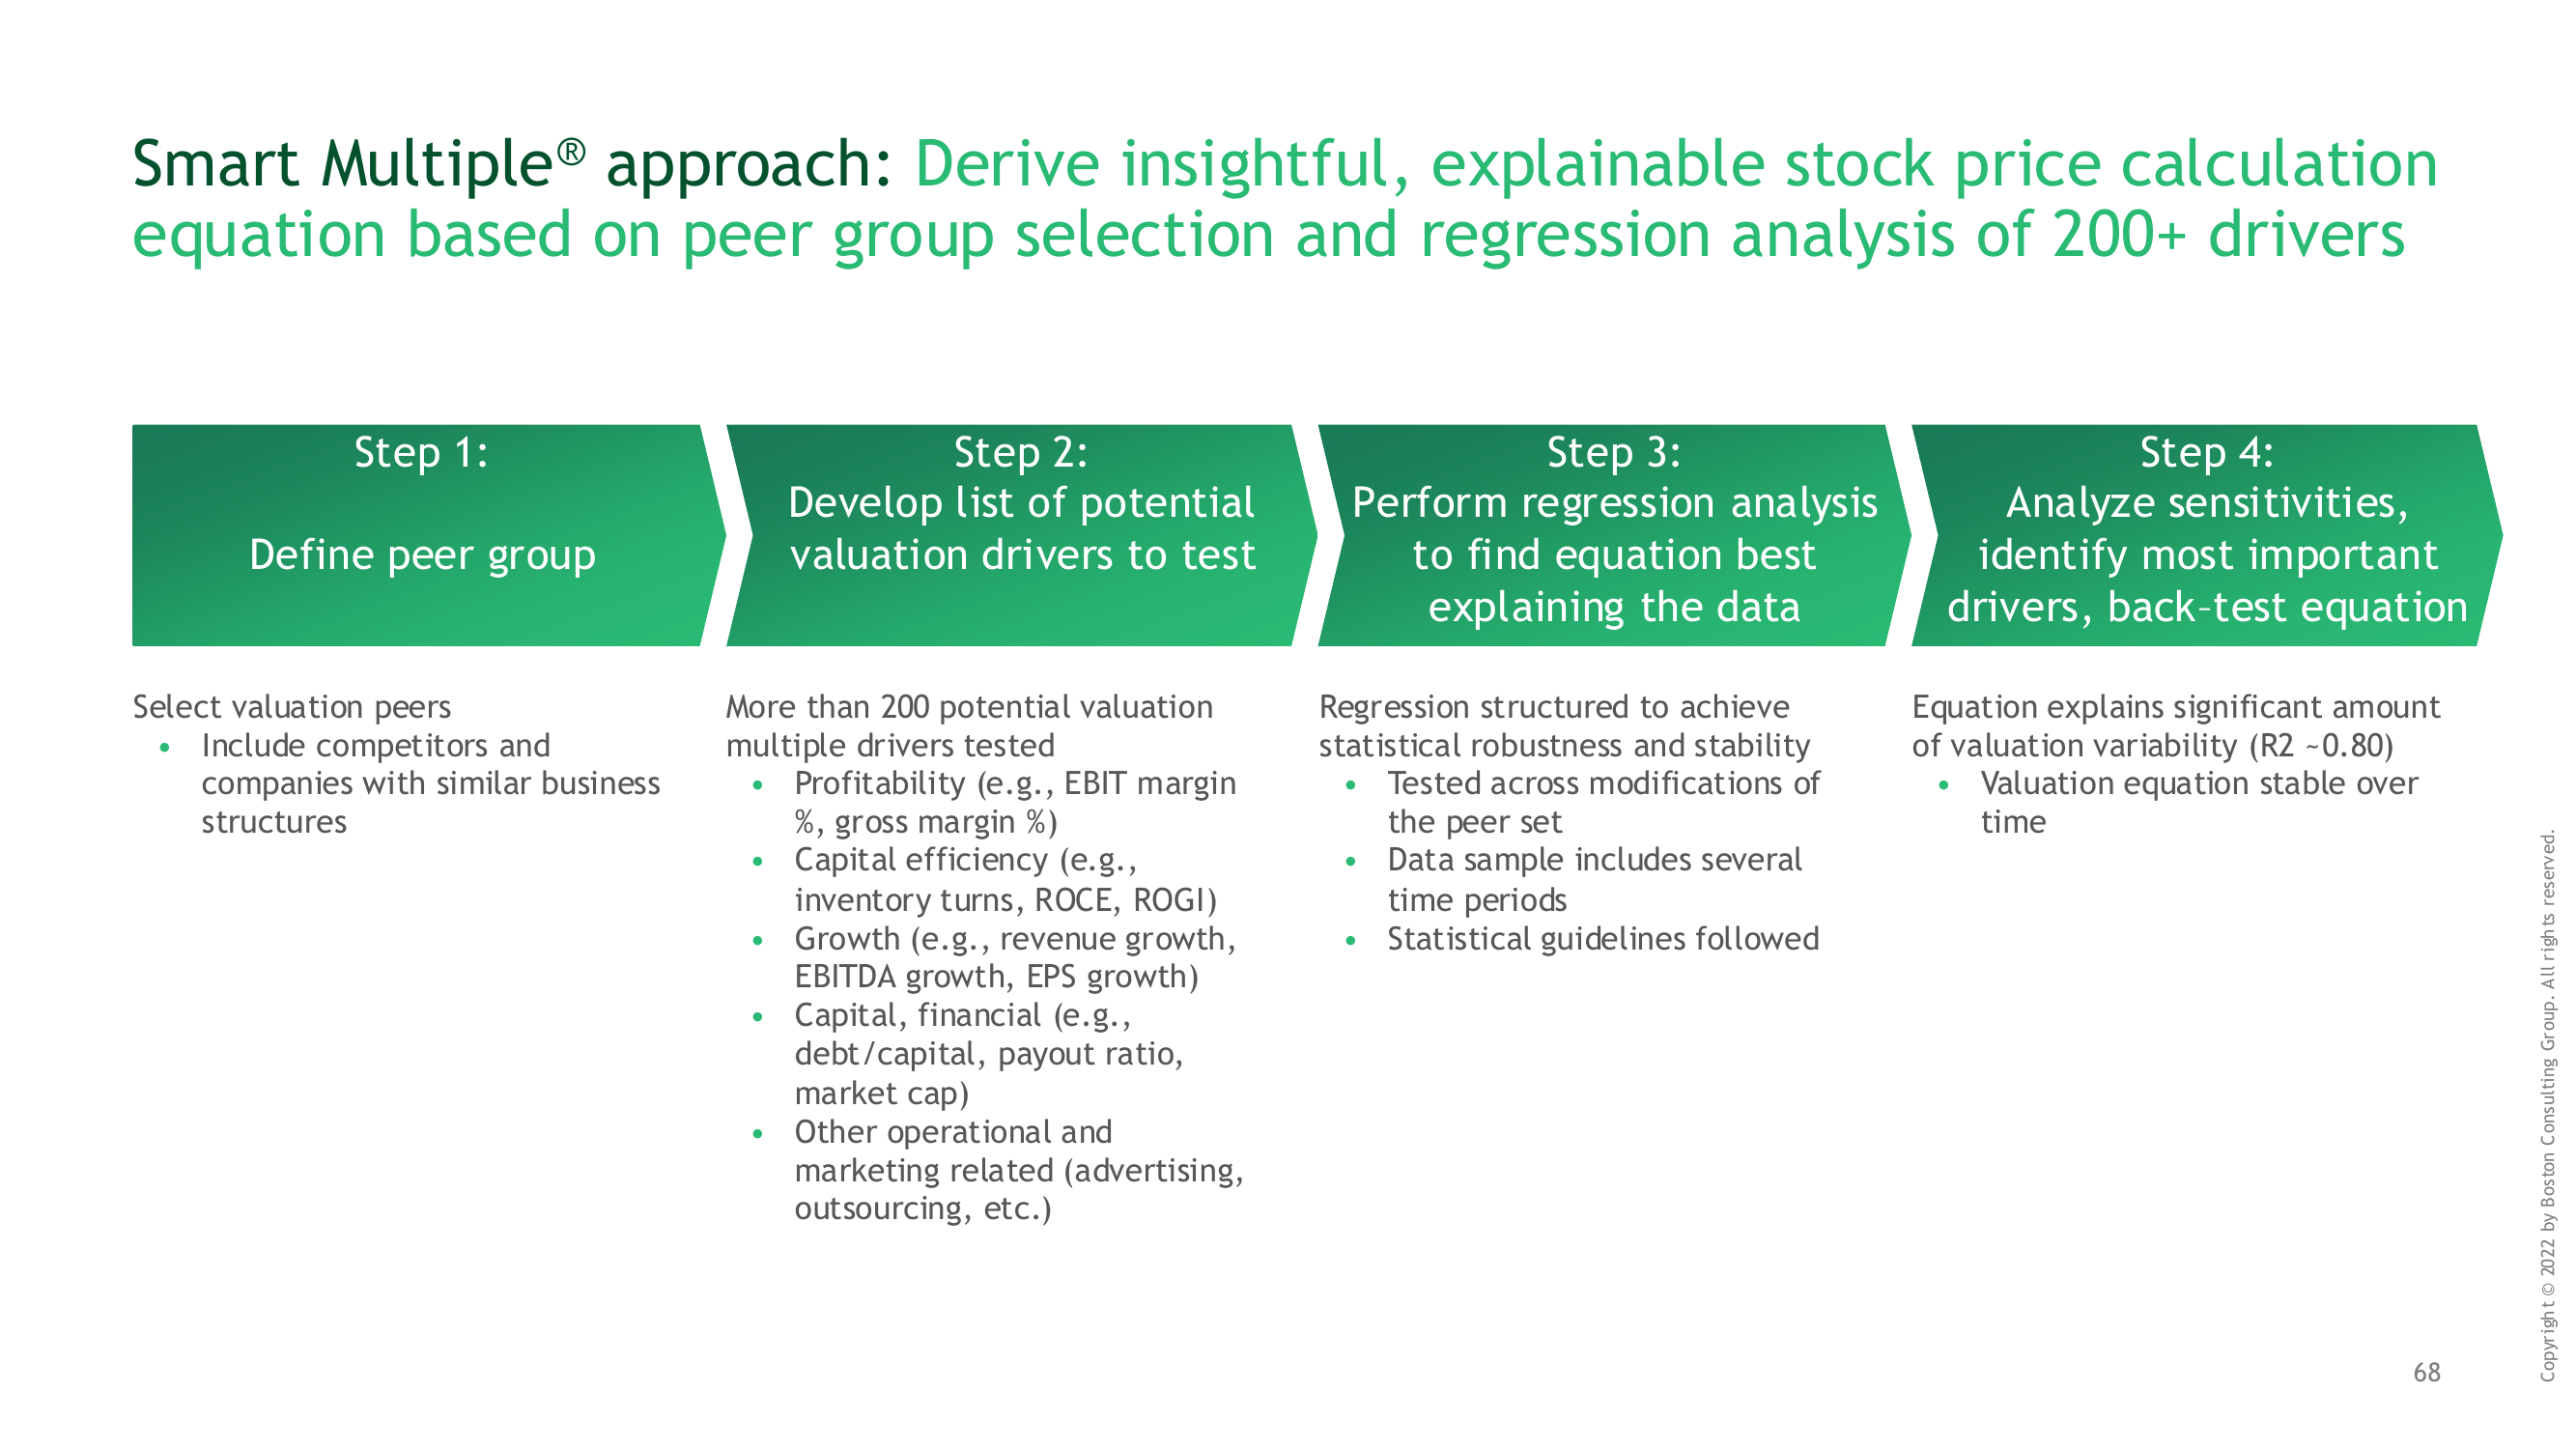 Smart Multiple® approach: Derive insightful, explainable stock price calculation
equation based on peer group selection and regression analysis of 200+ drivers
Step 1:
Define peer group
Select valuation peers
• Include competitors and
companies with similar business
structures
Step 2:
Develop list of potential
valuation drivers to test
More than 200 potential valuation
multiple drivers tested
• Profitability (e.g., EBIT margin
%, gross margin %)
• Capital efficiency (e.g.,
inventory turns, ROCE, ROGI)
• Growth (e.g., revenue growth,
EBITDA growth, EPS growth)
• Capital, financial (e.g.,
debt/capital, payout ratio,
market cap)
• Other operational and
marketing related (advertising,
outsourcing, etc.)
Step 3:
Perform regression analysis
to find equation best
explaining the data
Regression structured to achieve
statistical robustness and stability
• Tested across modifications of
the peer set
• Data sample includes several
time periods
• Statistical guidelines followed
Step 4:
Analyze sensitivities,
identify most important
drivers, back-test equation
Equation explains significant amount
of valuation variability (R2 ~0.80)
• Valuation equation stable over
time
68
Copyright © 2022 by Boston Consulting Group. All rights reserved.